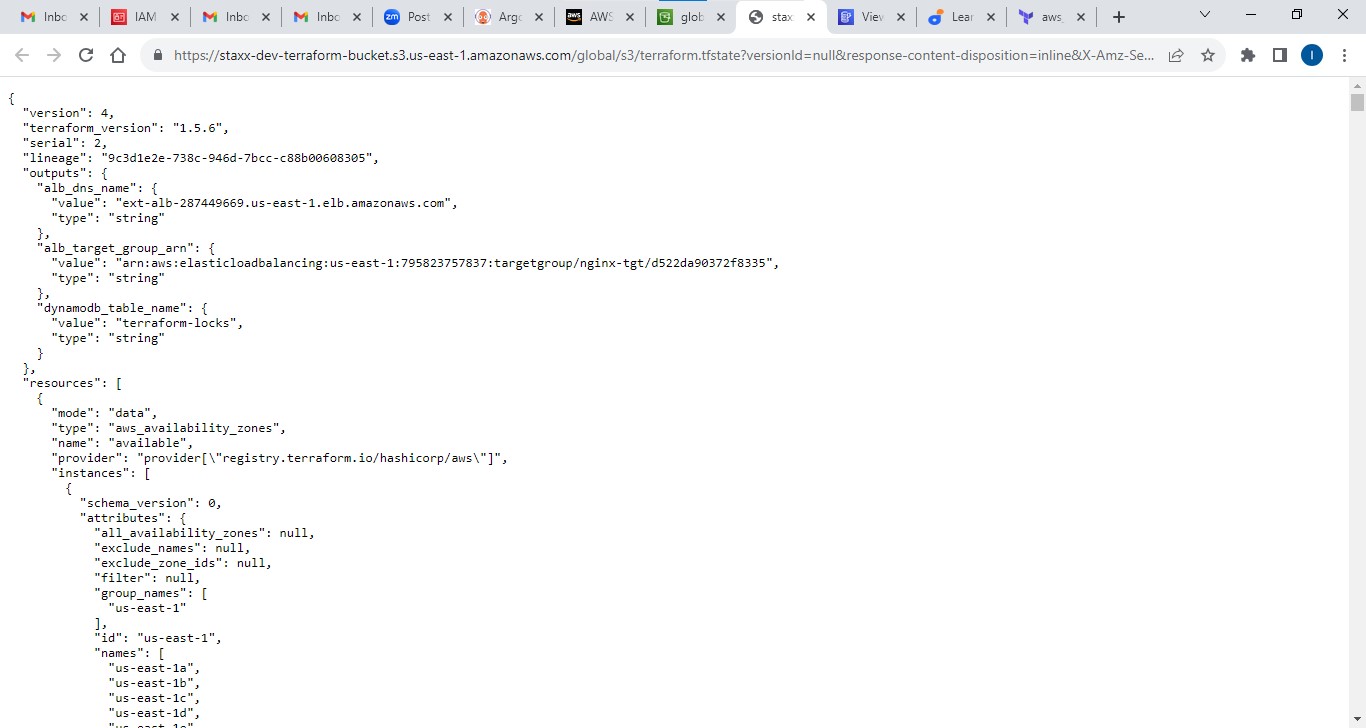 Inbo
IAM
Inbo
Inbo
zm
Post
Argo
aws
AWS
glob
stax
View
Lear
aws_
https://staxx-dev-terraform-bucket.s3.us-east-1.amazonaws.com/global/s3/terraform.tfstate?versionId=null&response-content-disposition=inline&X-Amz-Se...
I
{
"version": 4,
"terraform_version": "1.5.6",
"serial": 2,
"lineage": "9c3d1e2e-738c-946d-7bcc-c88b00608305",
"outputs": {
"alb_dns_name": {
"value": "ext-alb-287449669.us-east-1.elb.amazonaws.com",
"type": "string"
},
"alb_target_group_arn": {
"value": "arn:aws:elasticloadbalancing:us-east-1:795823757837:targetgroup/nginx-tgt/d522da90372f8335",
"type": "string"
},
"dynamodb_table_name": {
"value": "terraform-locks",
"type": "string"
}
},
"resources": [
{
"mode": "data",
"type": "aws_availability_zones",
"name": "available",
"provider": "provider[\"registry.terraform.io/hashicorp/aws\"]",
"instances": [
{
"schema_version": 0,
"attributes": {
"all_availability_zones": null,
"exclude_names": null,
"exclude_zone_ids": null,
"filter": null,
"group_names": [
"us-east-1"
],
"id": "us-east-1",
"names": [
"us-east-1a",
"us-east-1b",
"us-east-1c",
"us-east-1d",